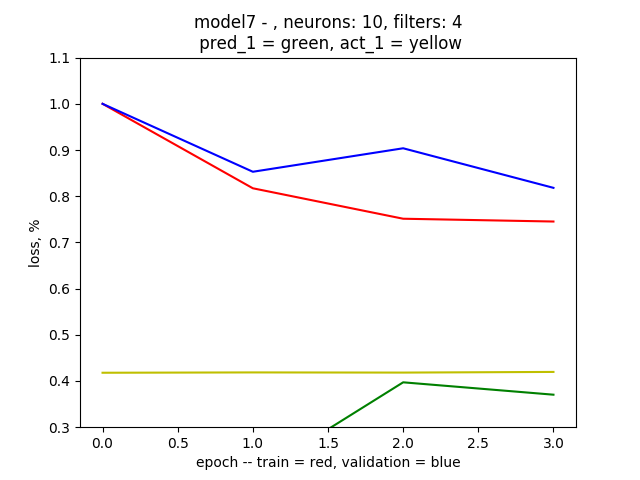 model7 - , neurons: 10, filters: 4
pred_1 = green, act_1 = yellow
1.1
1.0
0.9
0.8
0.7
0.6
0.5
0.4
0.3
loss, %
0.0 0.5 1.0 1.5 2.0 2.5 3.0
epoch -- train = red, validation = blue